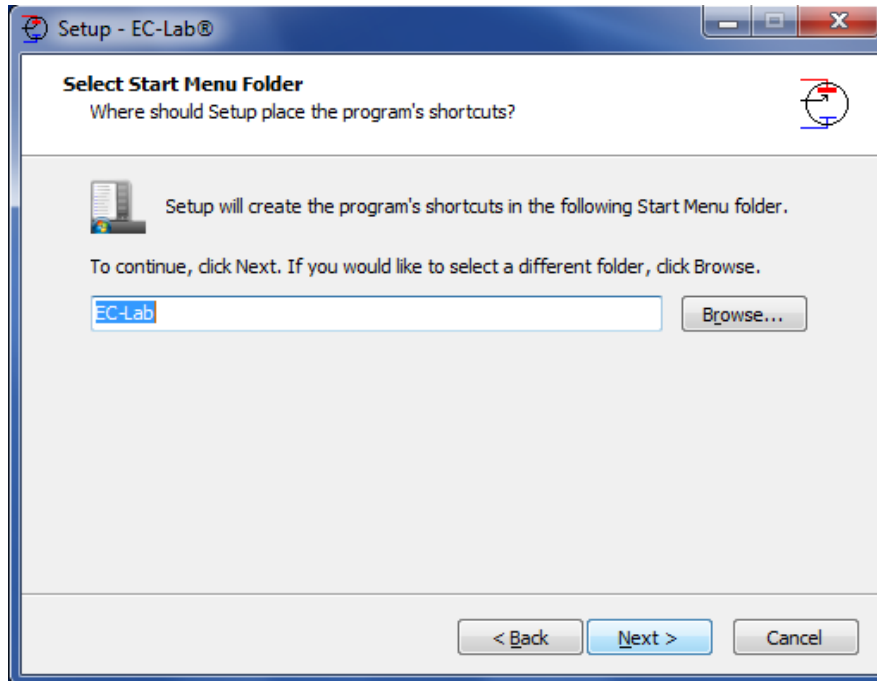 Setup - EC-Lab®
Select Start Menu Folder
Where should Setup place the program's shortcuts?
Setup will create the program's shortcuts in the following Start Menu folder.
To continue, click Next. If you would like to select a different folder, click Browse.
EC-Lab
Browse...
< Back
Next >
Cancel